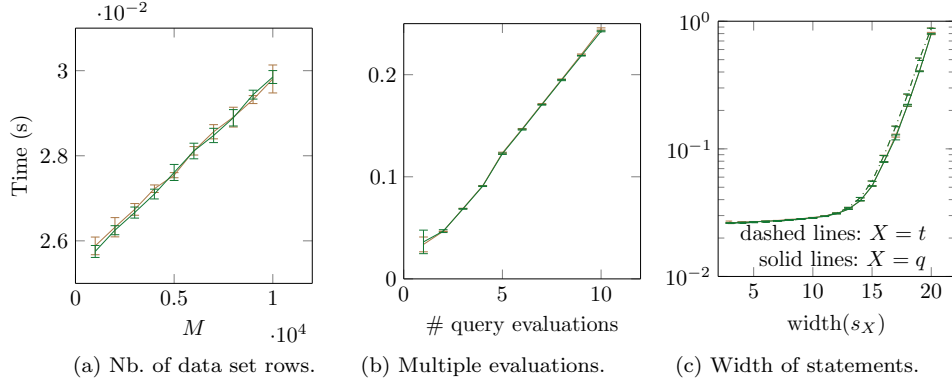 ·10⁻²
3
2.8
2.6
Time (s)
0
0.5
1
·10⁴
M
(a) Nb. of data set rows.
0.2
0.1
0
0
5
10
# query evaluations
(b) Multiple evaluations.
10⁰
10⁻¹
10⁻²
dashed lines: X = t
solid lines: X = q
5
10
15
20
width(s_X)
(c) Width of statements.